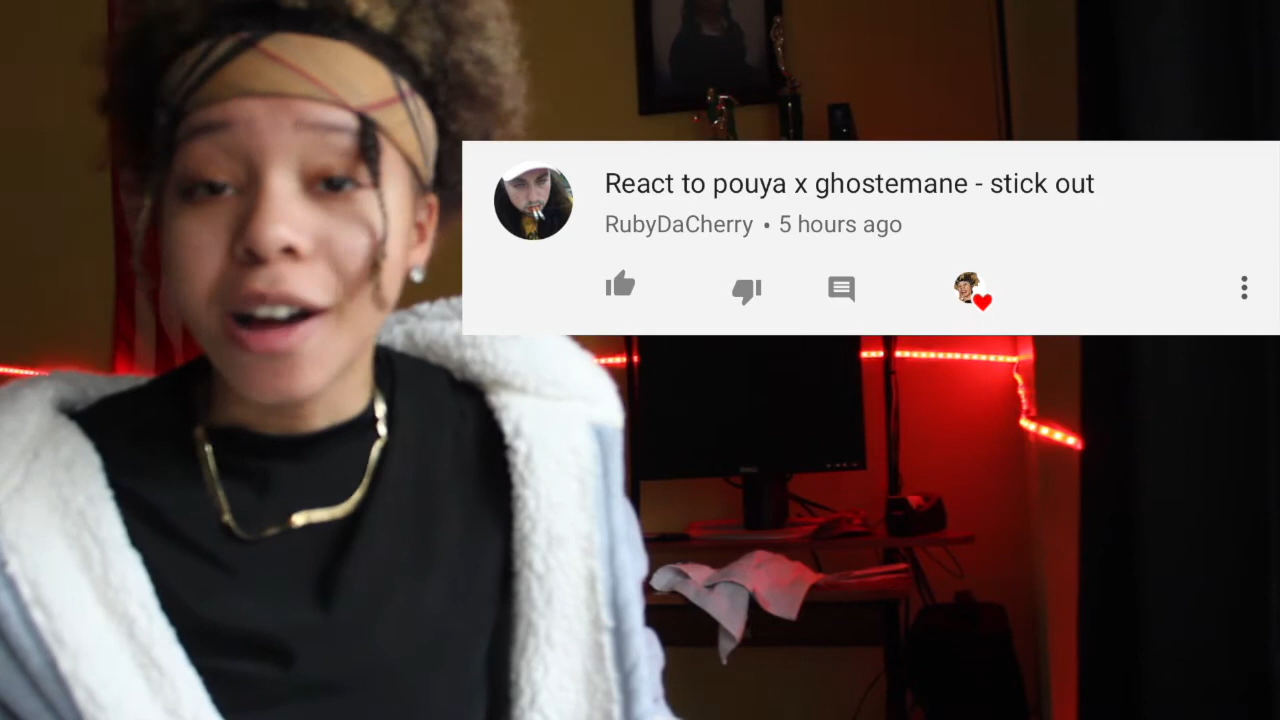 React to pouya x ghostemane - stick out
RubyDaCherry • 5 hours ago